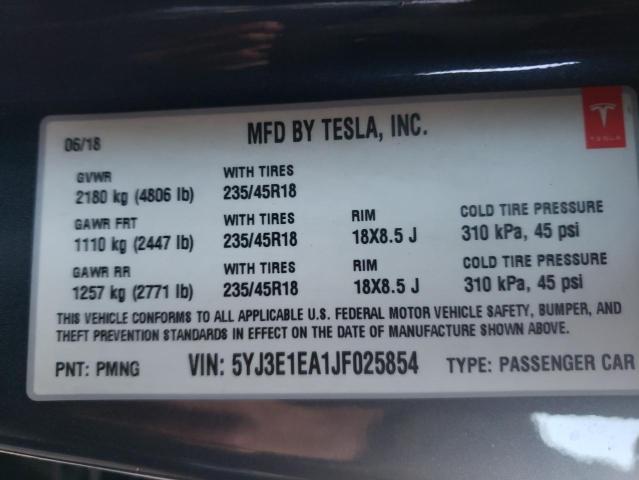 06/18 MFD BY TESLA, INC.
TESLA
GVWR WITH TIRES
2180 kg (4806 lb) 235/45R18
GAWR FRT WITH TIRES RIM COLD TIRE PRESSURE
1110 kg (2447 lb) 235/45R18 18X8.5 J 310 kPa, 45 psi
GAWR RR WITH TIRES RIM COLD TIRE PRESSURE
1257 kg (2771 lb) 235/45R18 18X8.5 J 310 kPa, 45 psi
THIS VEHICLE CONFORMS TO ALL APPLICABLE U.S. FEDERAL MOTOR VEHICLE SAFETY, BUMPER, AND
THEFT PREVENTION STANDARDS IN EFFECT ON THE DATE OF MANUFACTURE SHOWN ABOVE.
PNT: PMNG VIN: 5YJ3E1EA1JF025854 TYPE: PASSENGER CAR